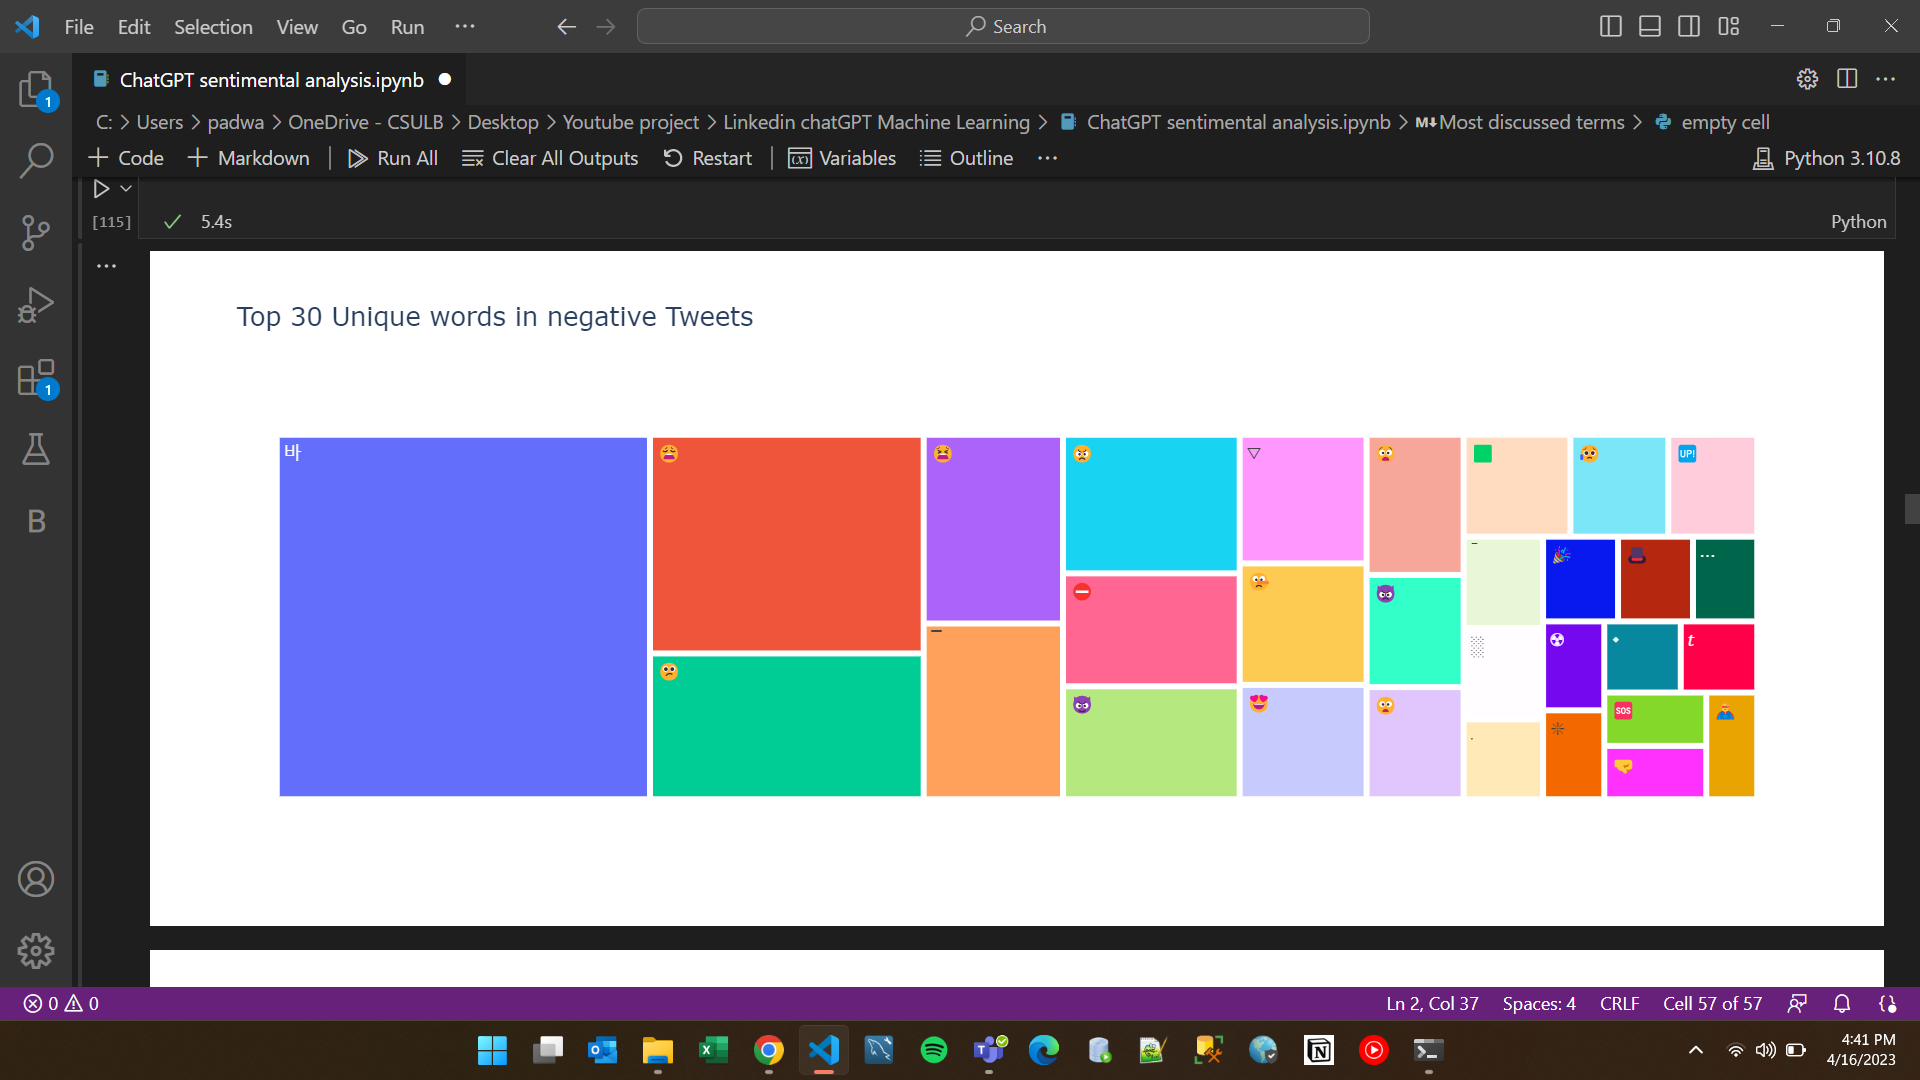 File Edit Selection View Go Run ···
Search
ChatGPT sentimental analysis.ipynb
C: > Users > padwa > OneDrive - CSULB > Desktop > Youtube project > Linkedin chatGPT Machine Learning > ChatGPT sentimental analysis.ipynb > M↓Most discussed terms > empty cell
+ Code + Markdown | Run All Clear All Outputs Restart | Variables Outline ···
Python 3.10.8
[115] ✓ 5.4s
Python
Top 30 Unique words in negative Tweets
바
😩
😫
😠
▽
😲
🟩
😥
🆙
⛔
🤥
👿
–
🎉
🎩
⋯
░
☢
t
🙁
—
👿
😍
😦
🆘
🤜
1
1
B
0 0
Ln 2, Col 37 Spaces: 4 CRLF Cell 57 of 57
4:41 PM
4/16/2023